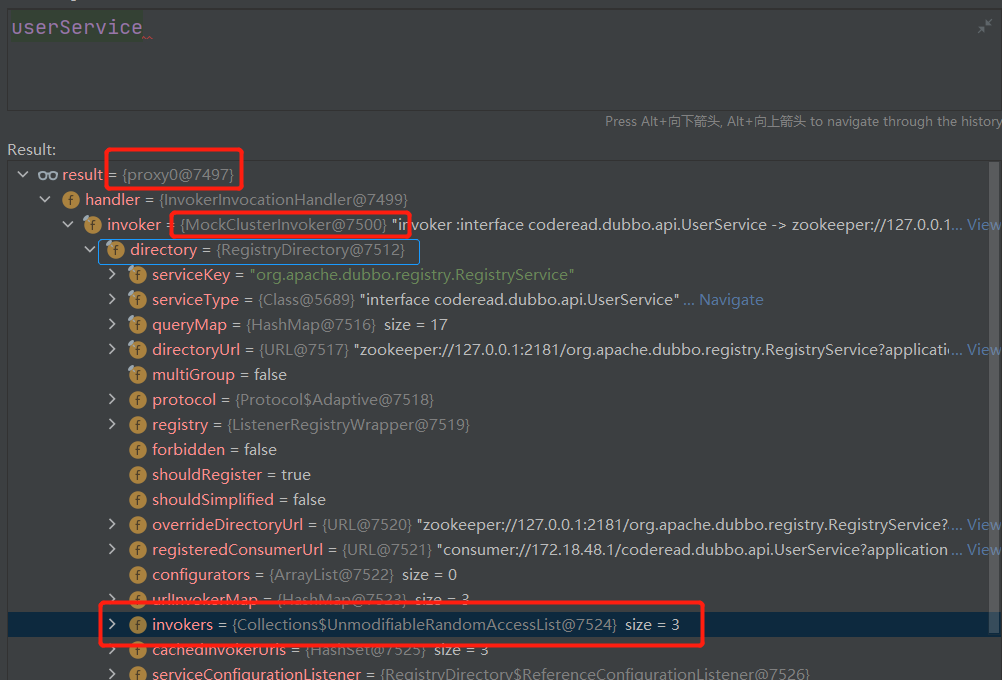 userService
Press Alt+向下箭头, Alt+向上箭头 to navigate through the history
Result:
result = {proxy0@7497}
handler = {InvokerInvocationHandler@7499}
invoker = {MockClusterInvoker@7500} "invoker :interface coderead.dubbo.api.UserService -> zookeeper://127.0.0.1... View
directory = {RegistryDirectory@7512}
serviceKey = "org.apache.dubbo.registry.RegistryService"
serviceType = {Class@5689} "interface coderead.dubbo.api.UserService" ... Navigate
queryMap = {HashMap@7516} size = 17
directoryUrl = {URL@7517} "zookeeper://127.0.0.1:2181/org.apache.dubbo.registry.RegistryService?applicati... View
multiGroup = false
protocol = {Protocol$Adaptive@7518}
registry = {ListenerRegistryWrapper@7519}
forbidden = false
shouldRegister = true
shouldSimplified = false
overrideDirectoryUrl = {URL@7520} "zookeeper://127.0.0.1:2181/org.apache.dubbo.registry.RegistryService?... View
registeredConsumerUrl = {URL@7521} "consumer://172.18.48.1/coderead.dubbo.api.UserService?application ... View
configurators = {ArrayList@7522} size = 0
urlInvokerMap = {HashMap@7523} size = 3
invokers = {Collections$UnmodifiableRandomAccessList@7524} size = 3
cachedInvokerUrls = {HashSet@7525} size = 3
serviceConfigurationListener = {RegistryDirectory$ReferenceConfigurationListener@7526}